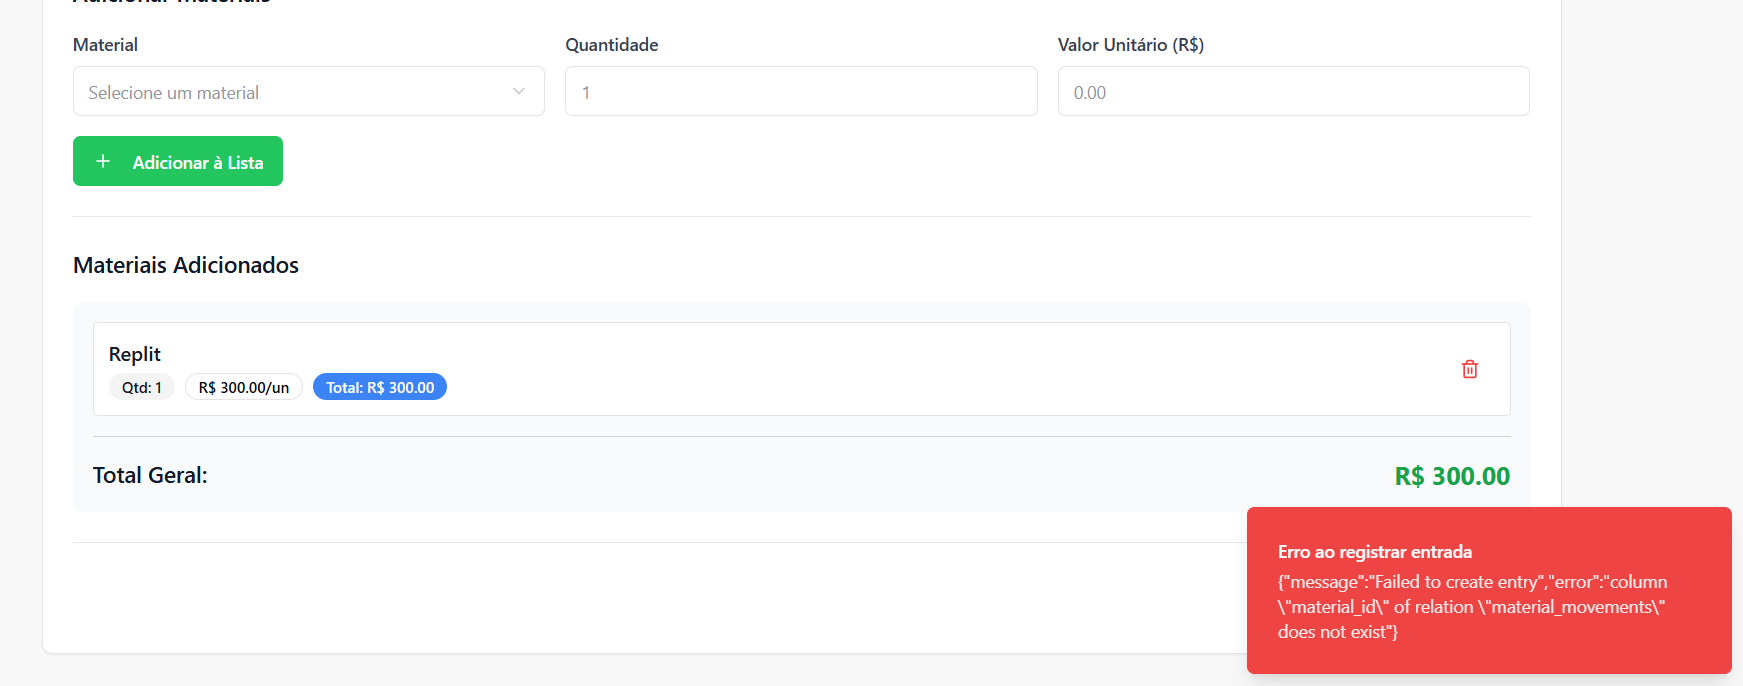 Adicionar Materiais
Material
Quantidade
Valor Unitário (R$)
Selecione um material
1
0.00
+ Adicionar à Lista
Materiais Adicionados
Replit
Qtd: 1
R$ 300.00/un
Total: R$ 300.00
Total Geral:
R$ 300.00
Erro ao registrar entrada
{"message":"Failed to create entry","error":"column
\"material_id\" of relation \"material_movements\"
does not exist"}